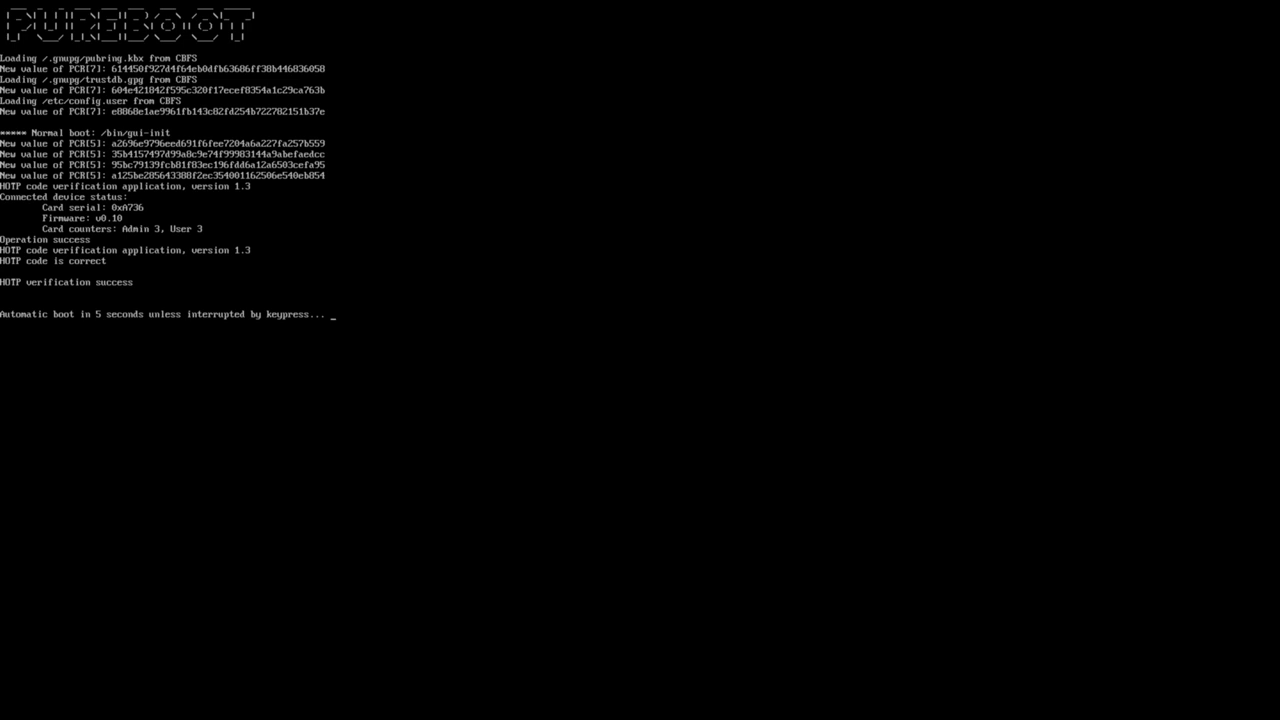 PUREBOOT
Loading /.gnupg/pubring.kbx from CBFS
New value of PCR[7]: 614450f927d4f64eb0dfb63686ff38b446836058
Loading /.gnupg/trustdb.gpg from CBFS
New value of PCR[7]: 604e421842f595c320f17ecef8354a1c29ca763b
Loading /etc/config.user from CBFS
New value of PCR[7]: e8868e1ae9961fb143c82fd254b722782151b37e
***** Normal boot: /bin/gui-init
New value of PCR[5]: a2696e9796eed691f6fee7204a6a227fa257b559
New value of PCR[5]: 35b4157497d99a8c9e74f99983144a9abefaedcc
New value of PCR[5]: 95bc79139fcb81f83ec196fdd6a12a6503cefa95
New value of PCR[5]: a125be285643388f2ec354001162506e540eb854
HOTP code verification application, version 1.3
Connected device status:
Card serial: 0xA736
Firmware: v0.10
Card counters: Admin 3, User 3
Operation success
HOTP code verification application, version 1.3
HOTP code is correct
HOTP verification success
Automatic boot in 5 seconds unless interrupted by keypress... _